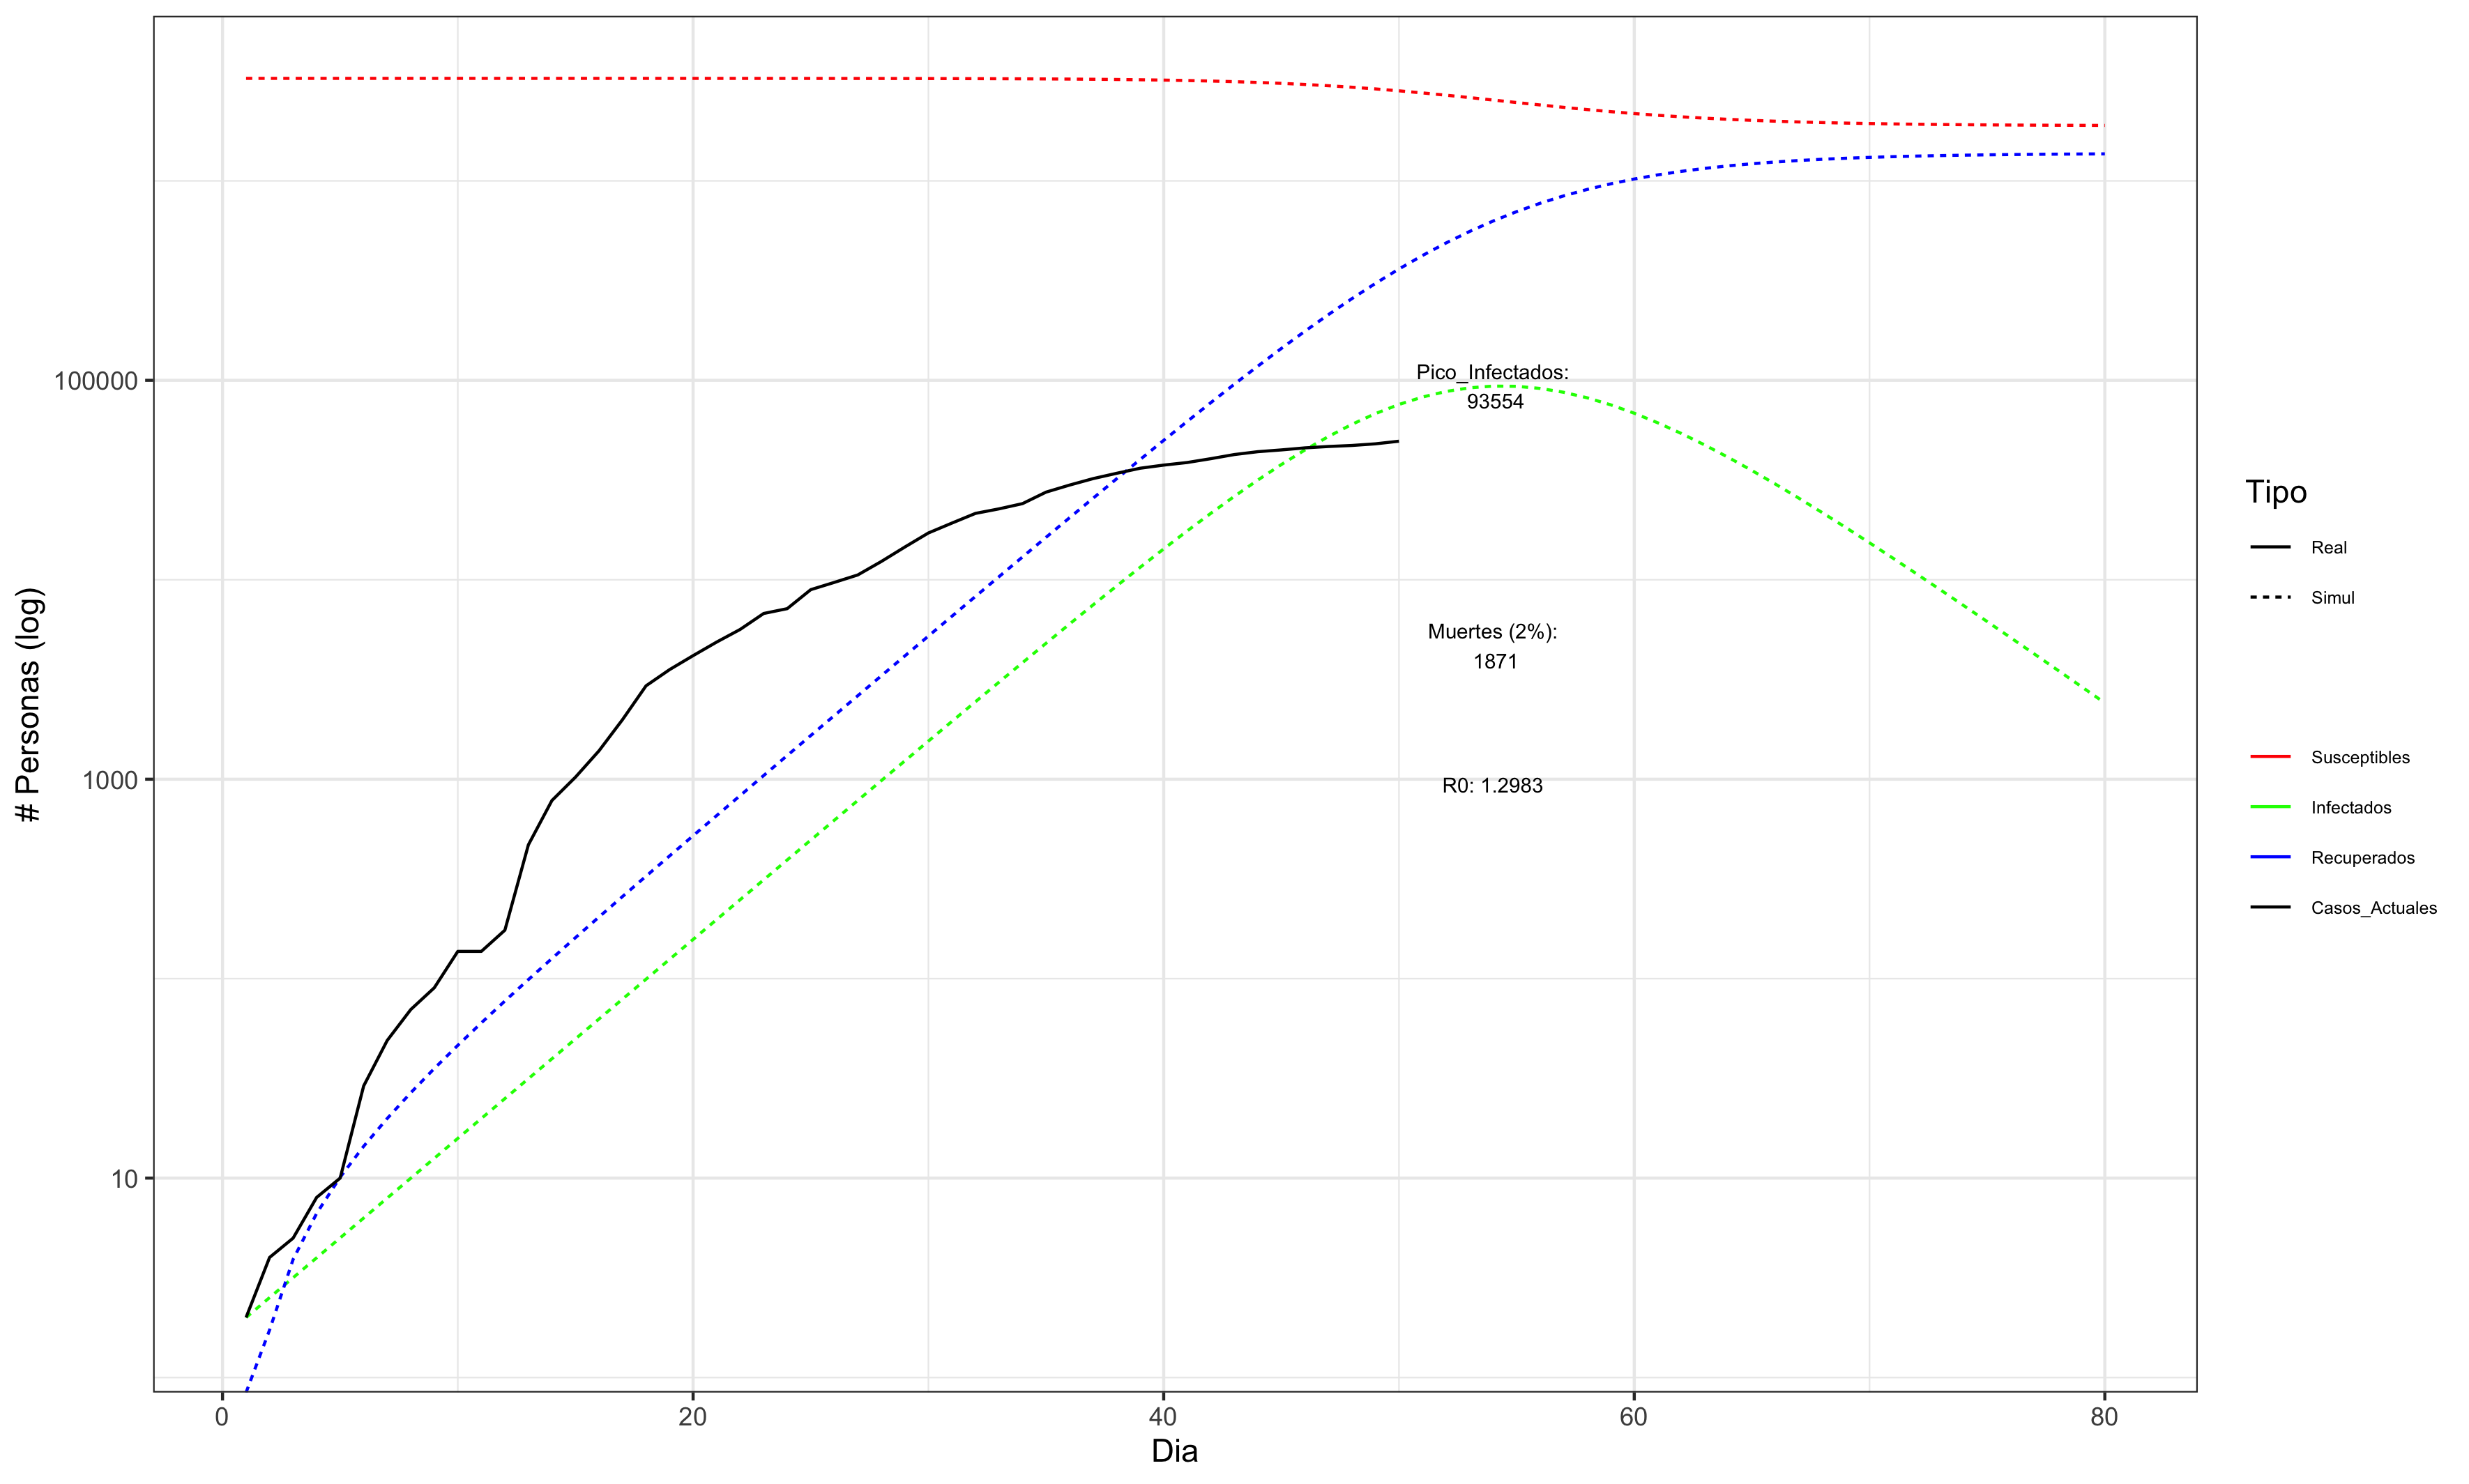 # Personas (log)
100000
1000
10
0
20
40
60
80
Dia
Pico_Infectados:
93554
Muertes (2%):
1871
R0: 1.2983
Tipo
Real
Simul
Susceptibles
Infectados
Recuperados
Casos_Actuales